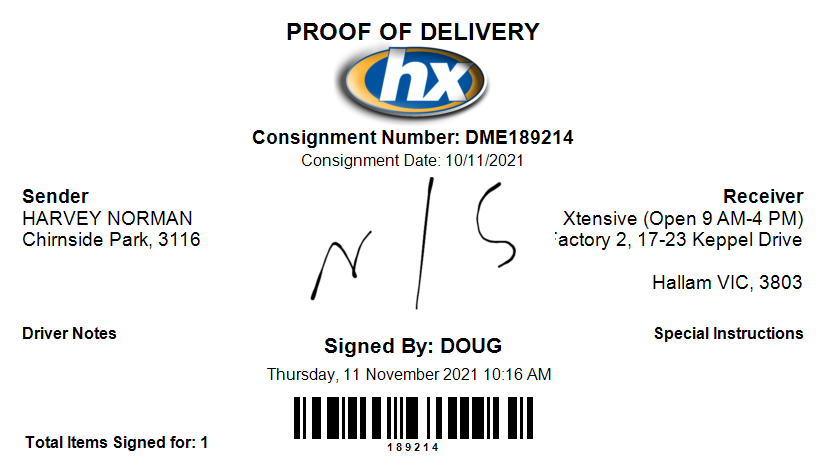 PROOF OF DELIVERY
hx
Consignment Number: DME189214
Consignment Date: 10/11/2021
Sender
HARVEY NORMAN
Chirnside Park, 3116
N/S
Receiver
Xtensive (Open 9 AM-4 PM)
Factory 2, 17-23 Keppel Drive
Hallam VIC, 3803
Driver Notes
Special Instructions
Signed By: DOUG
Thursday, 11 November 2021 10:16 AM
189214
Total Items Signed for: 1